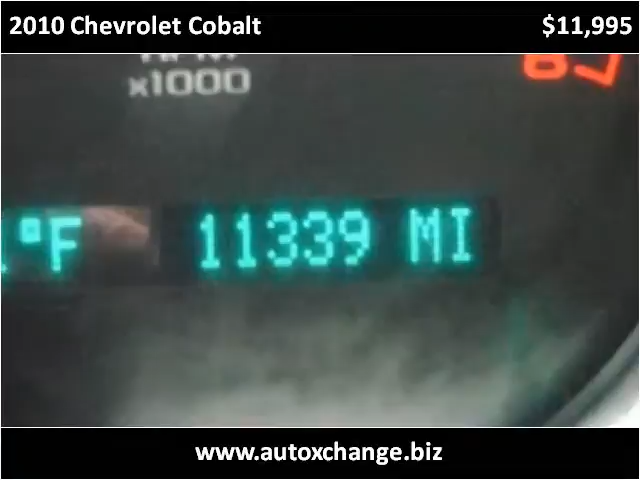 2010 Chevrolet Cobalt $11,995
x1000
°F 11339 MI
www.autoxchange.biz